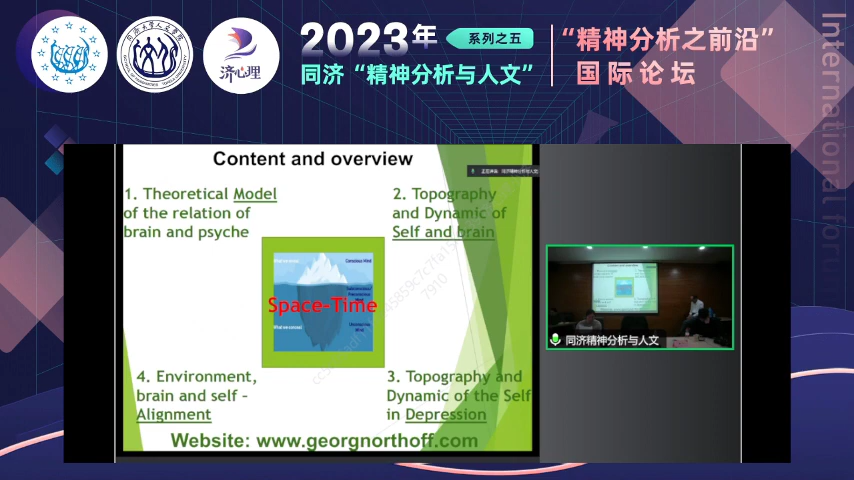 2023年
系列之五
同济“精神分析与人文”
“精神分析之前沿”
国际论坛
International forum
济心理
Content and overview
1. Theoretical Model
of the relation of
brain and psyche
2. Topography
and Dynamic of
Self and brain
Conscious Mind
Space-Time
4. Environment,
brain and self –
Alignment
3. Topography and
Dynamic of the Self
in Depression
Website: www.georgnorthoff.com
同济精神分析与人文